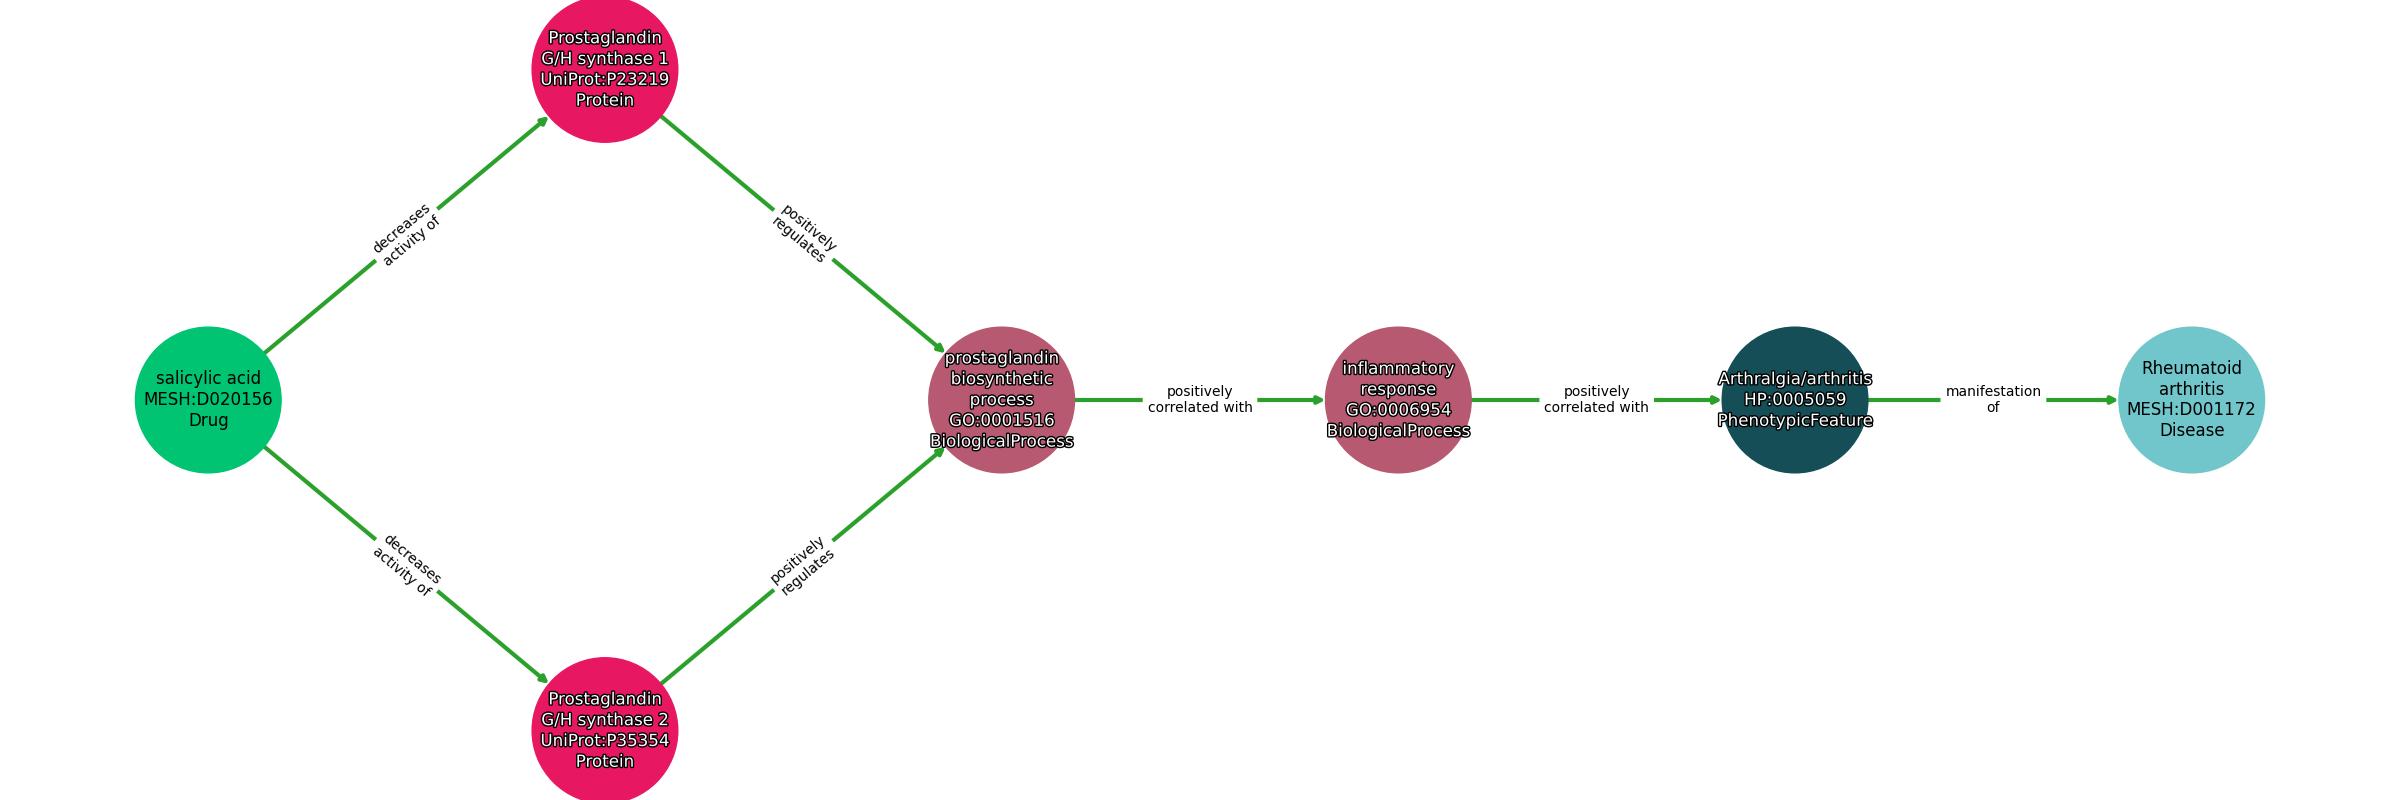 Prostaglandin
G/H synthase 1
UniProt:P23219
Protein
decreases
activity of
positively
regulates
salicylic acid
MESH:D020156
Drug
prostaglandin
biosynthetic
process
GO:0001516
BiologicalProcess
positively
correlated with
inflammatory
response
GO:0006954
BiologicalProcess
positively
correlated with
Arthralgia/arthritis
HP:0005059
PhenotypicFeature
manifestation
of
Rheumatoid
arthritis
MESH:D001172
Disease
decreases
activity of
positively
regulates
Prostaglandin
G/H synthase 2
UniProt:P35354
Protein